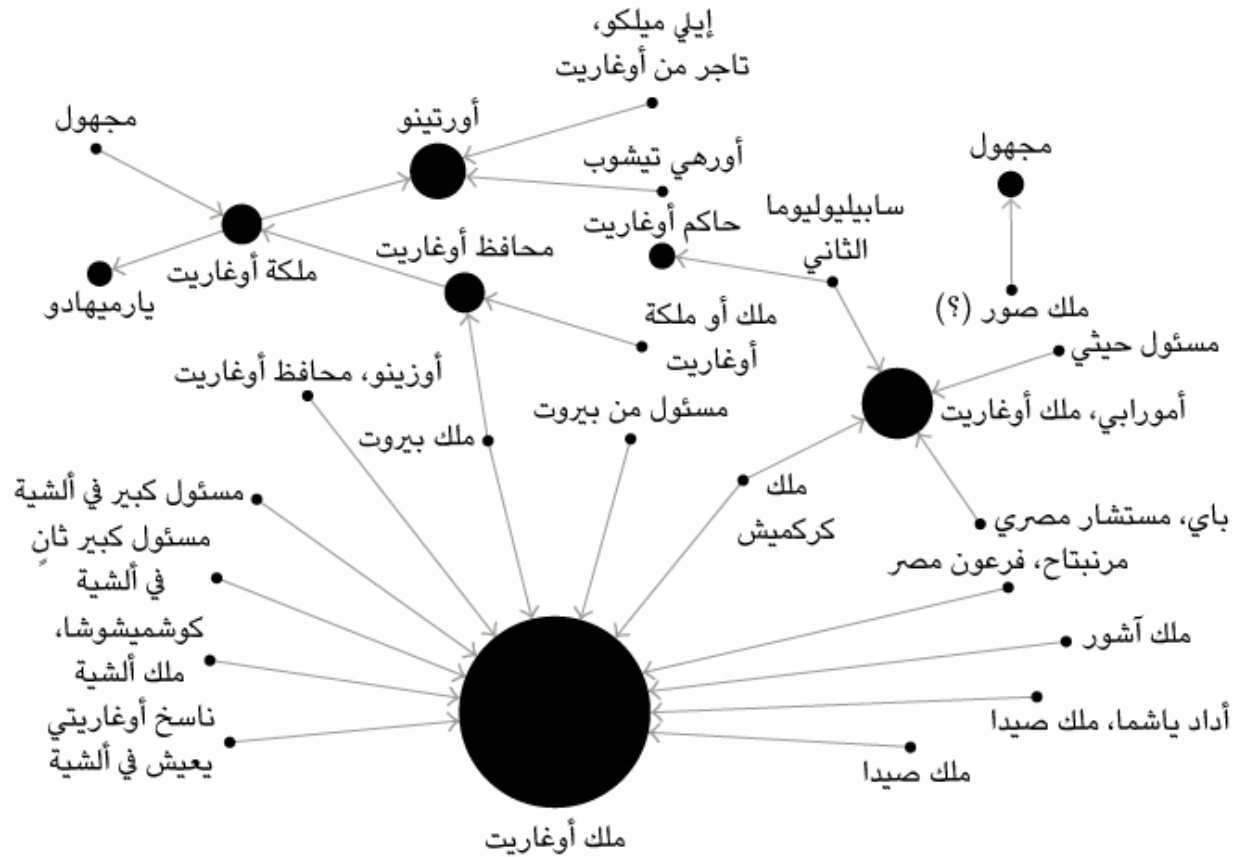 إيلي ميلكو،
تاجر من أوغاريت
مجهول
أورتينو
مجهول
أورهي تيشوب
سابيليوليوما
الثاني
حاكم أوغاريت
محافظ أوغاريت
ملكة أوغاريت
يارميهادو
ملك صور (؟)
ملك أو ملكة
أوغاريت
مسئول حيثي
أوزينو، محافظ أوغاريت
أمورابي، ملك أوغاريت
مسئول من بيروت
ملك بيروت
ملك
كركميش
مسئول كبير في ألشية
باي، مستشار مصري
مسئول كبير ثانٍ
في ألشية
مرنبتاح، فرعون مصر
كوشميشوشا،
ملك ألشية
ملك آشور
ناسخ أوغاريتي
يعيش في ألشية
أداد ياشما، ملك صيدا
ملك صيدا
ملك أوغاريت